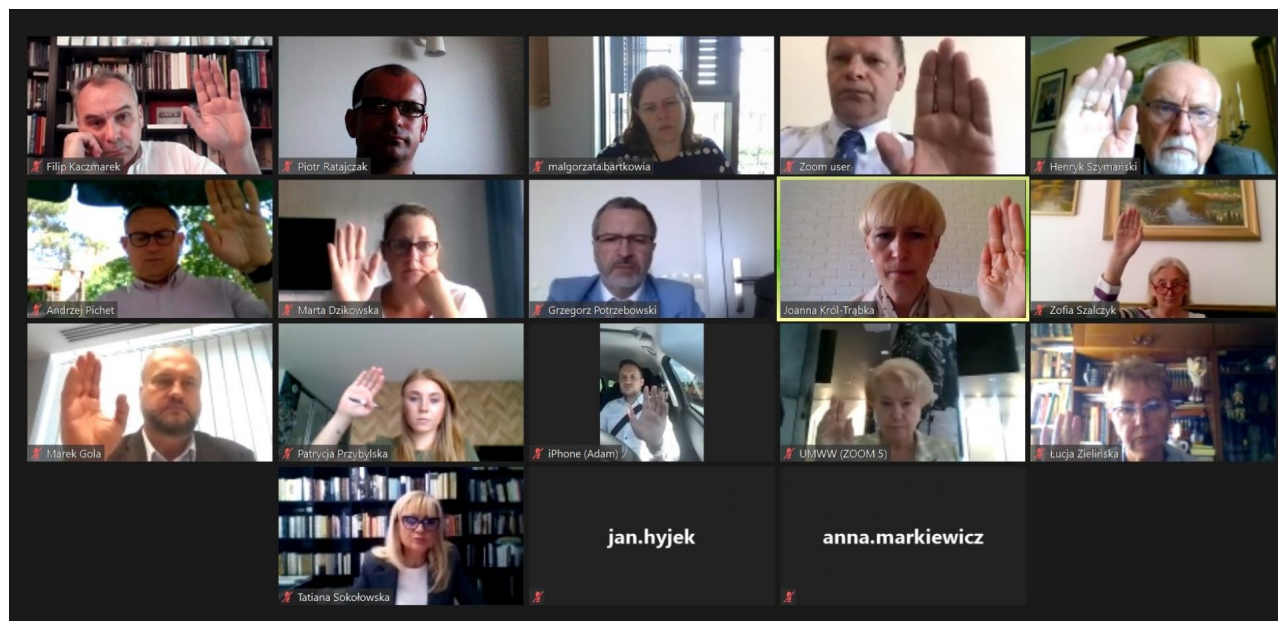 Filip Kaczmarek
Piotr Ratajczak
malgorzata.bartkowia
Zoom user
Henryk Szymański
Andrzej Pichet
Marta Dzikowska
Grzegorz Potrzebowski
Joanna Król-Trąbka
Zofia Szalczyk
Marek Gola
Patrycja Przybylska
iPhone (Adam)
UMWW (ZOOM 5)
Łucja Zielińska
Tatiana Sokołowska
jan.hyjek
anna.markiewicz